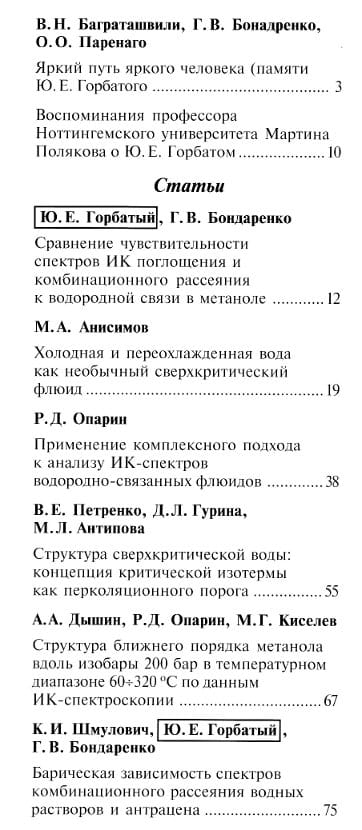 В. Н. Баграташвили, Г. В. Бонадренко,
О. О. Паренаго
Яркий путь яркого человека (памяти
Ю. Е. Горбатого ........................................ 3
Воспоминания профессора
Ноттингемского университета Мартина
Полякова о Ю. Е. Горбатом .................... 10
Статьи
Ю. Е. Горбатый, Г. В. Бондаренко
Сравнение чувствительности
спектров ИК поглощения и
комбинационного рассеяния
к водородной связи в метаноле ............ 12
М. А. Анисимов
Холодная и переохлажденная вода
как необычный сверхкритический
флюид ........................................ 19
Р. Д. Опарин
Применение комплексного подхода
к анализу ИК-спектров
водородно-связанных флюидов ............ 38
В. Е. Петренко, Д. Л. Гурина,
М. Л. Антипова
Структура сверхкритической воды:
концепция критической изотермы
как перколяционного порога ................ 55
А. А. Дышин, Р. Д. Опарин, М. Г. Киселев
Структура ближнего порядка метанола
вдоль изобары 200 бар в температурном
диапазоне 60÷320 °С по данным
ИК-спектроскопии ........................ 67
К. И. Шмулович, Ю. Е. Горбатый,
Г. В. Бондаренко
Барическая зависимость спектров
комбинационного рассеяния водных
растворов и антрацена ........................ 75